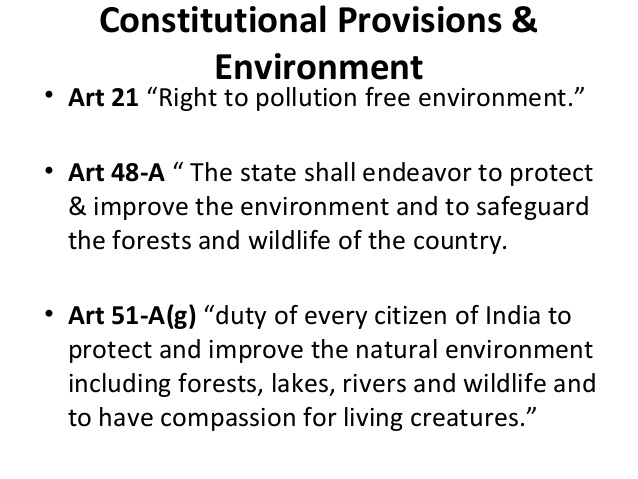 Constitutional Provisions &
Environment
• Art 21 “Right to pollution free environment.”
• Art 48-A “ The state shall endeavor to protect
& improve the environment and to safeguard
the forests and wildlife of the country.
• Art 51-A(g) “duty of every citizen of India to
protect and improve the natural environment
including forests, lakes, rivers and wildlife and
to have compassion for living creatures.”